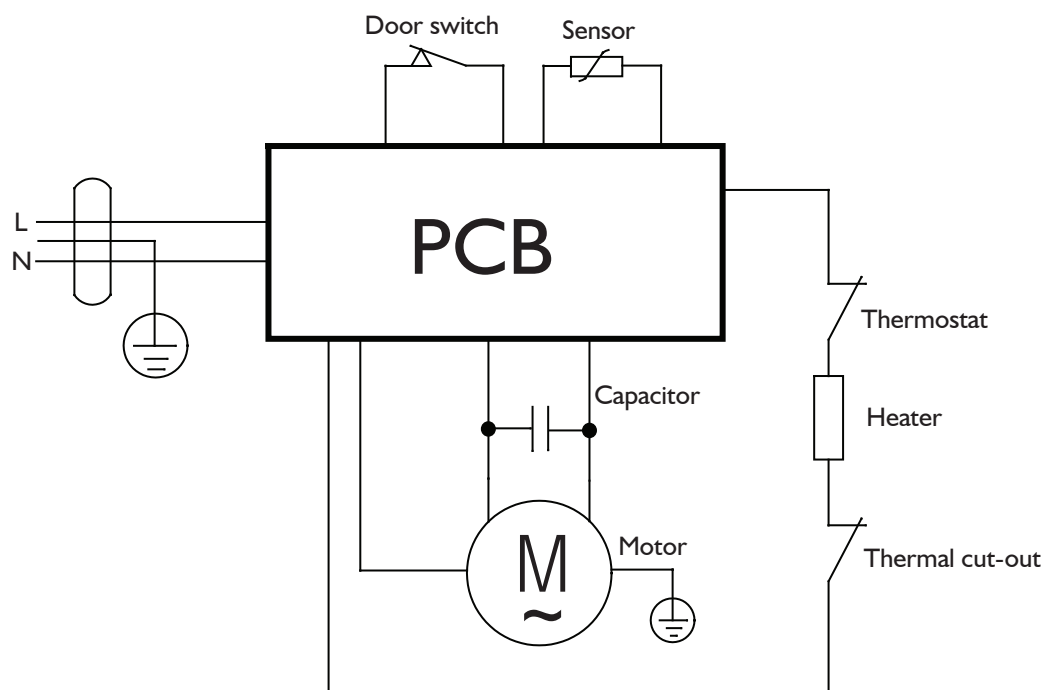 Door switch
Sensor
L
N
PCB
Thermostat
Capacitor
Heater
Motor
M
~
Thermal cut-out